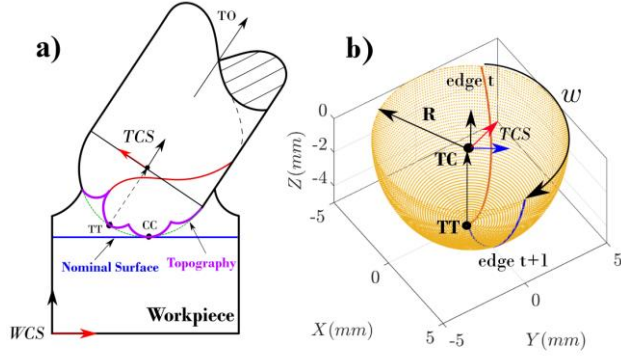 a)
TO
TCS
TT
CC
Nominal Surface
Topography
Workpiece
WCS
b)
edge t
w
R
TCS
TC
TT
edge t+1
0
-2
-4
Z(mm)
-5
0
5
X(mm)
-5
0
5
Y(mm)